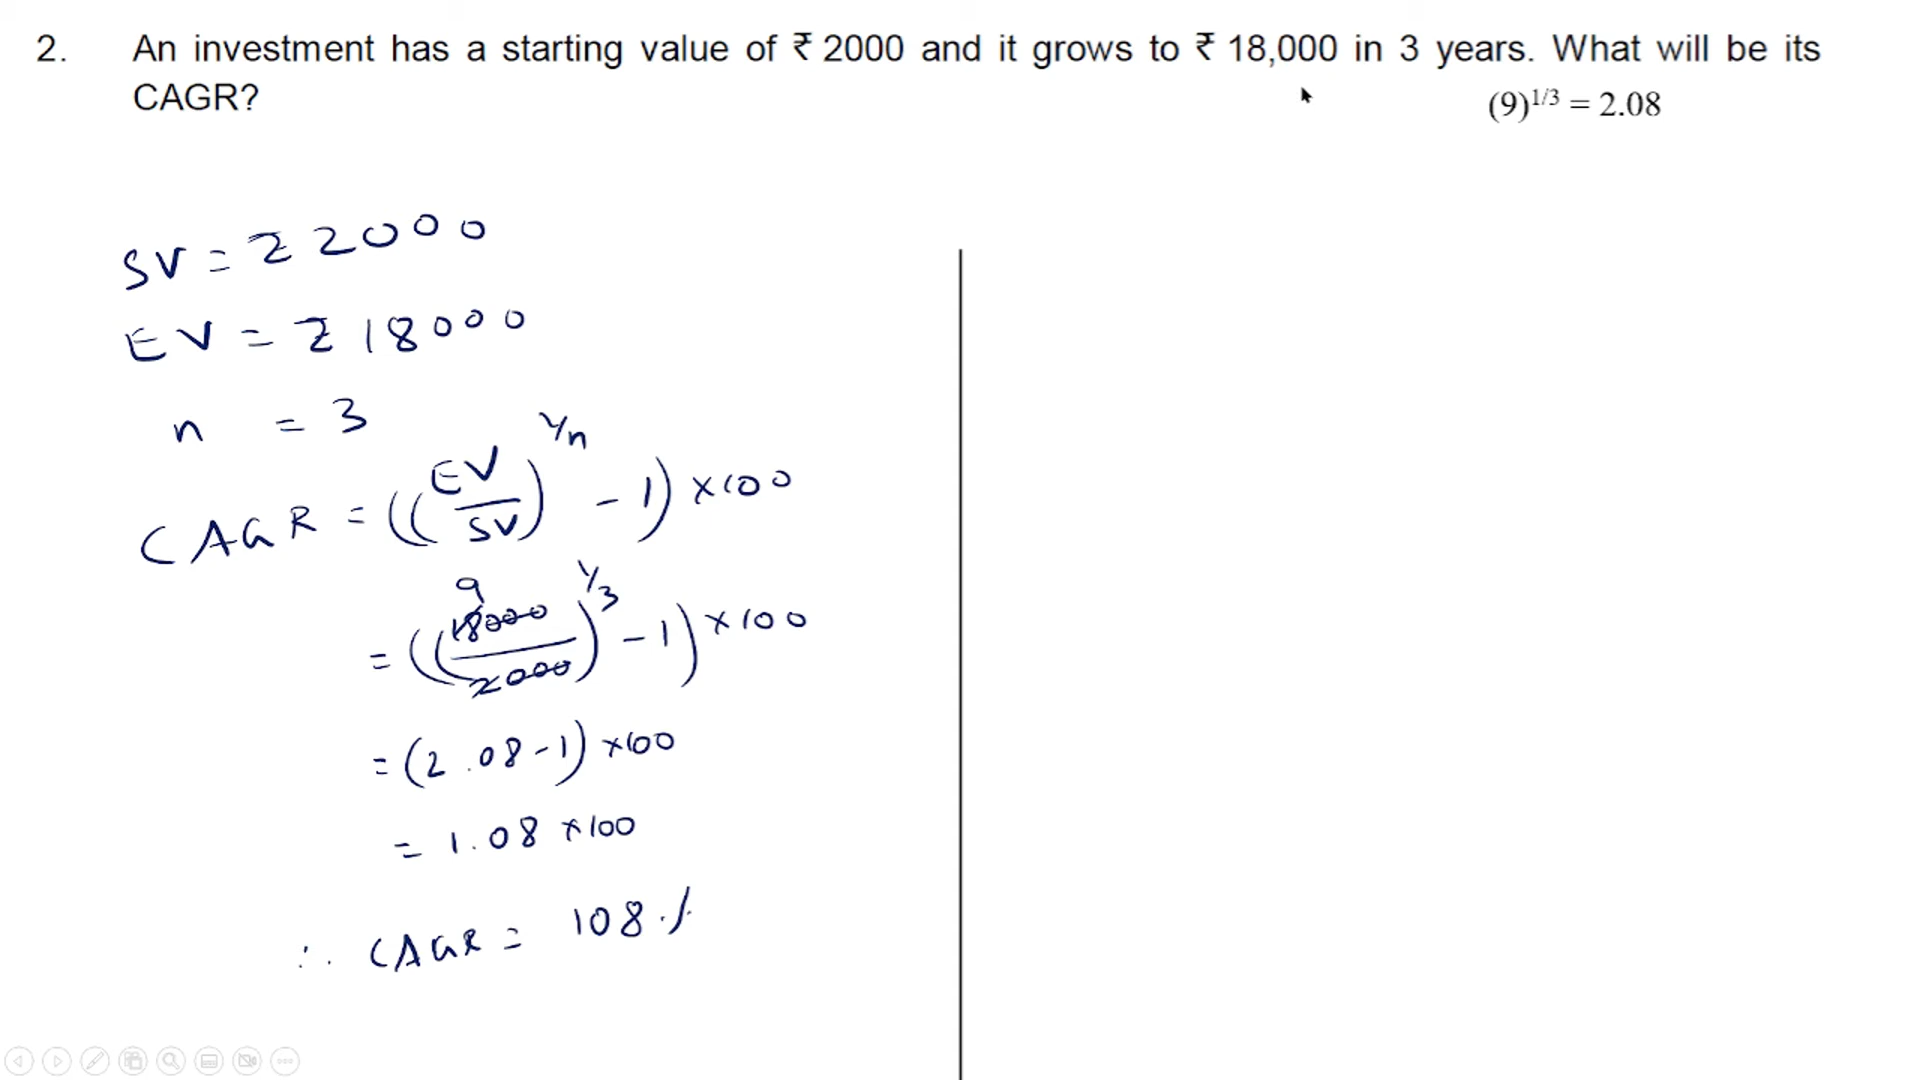 2. An investment has a starting value of ₹ 2000 and it grows to ₹ 18,000 in 3 years. What will be its
CAGR?
(9)^1/3 = 2.08
SV = ₹ 2000
EV = ₹ 18000
n = 3
CAGR = ((EV/SV)^1/n - 1) × 100
= ((18000/2000)^1/3 - 1) × 100
9
= (2.08 - 1) × 100
= 1.08 × 100
∴ CAGR = 108 %